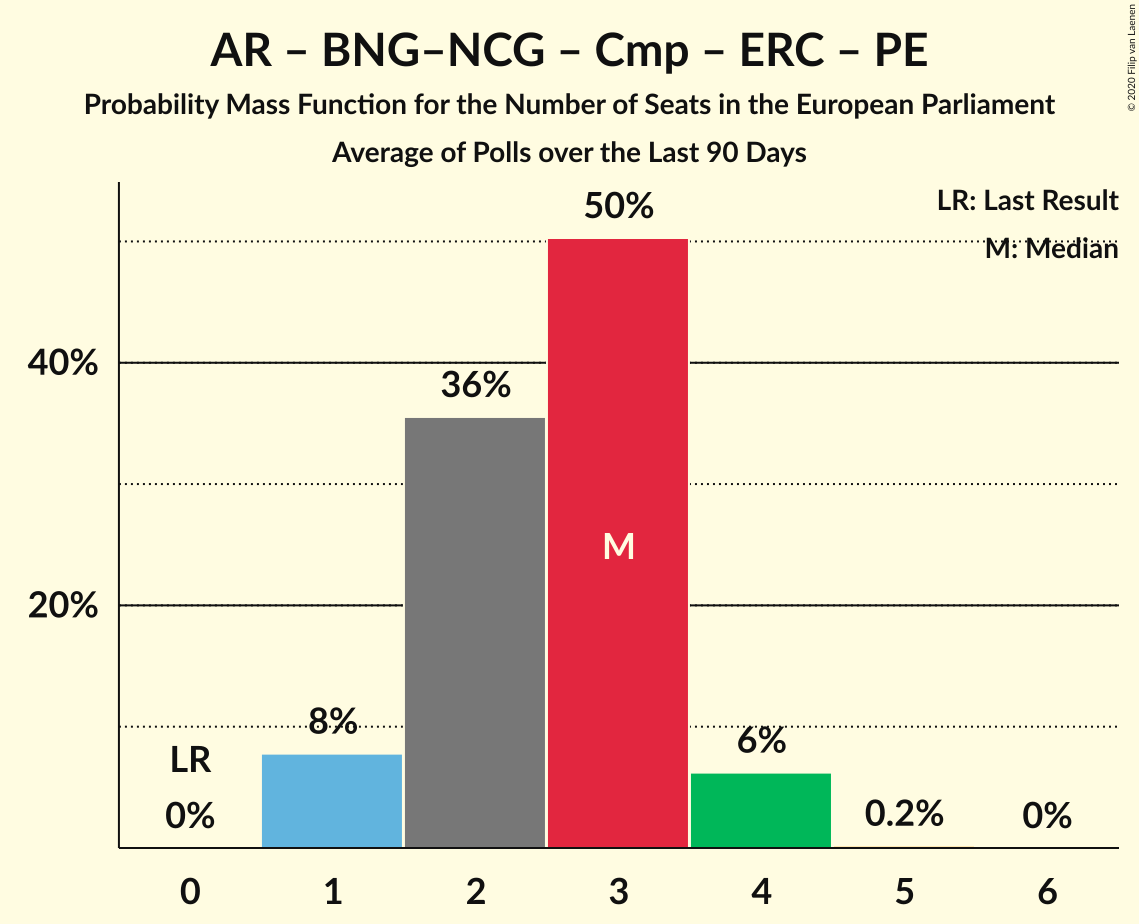 AR – BNG–NCG – Cmp – ERC – PE
Probability Mass Function for the Number of Seats in the European Parliament
Average of Polls over the Last 90 Days
© 2020 Filip van Laenen
LR: Last Result
M: Median
50%
40%
36%
M
20%
8%
6%
LR
0%
0.2%
0%
0 1 2 3 4 5 6